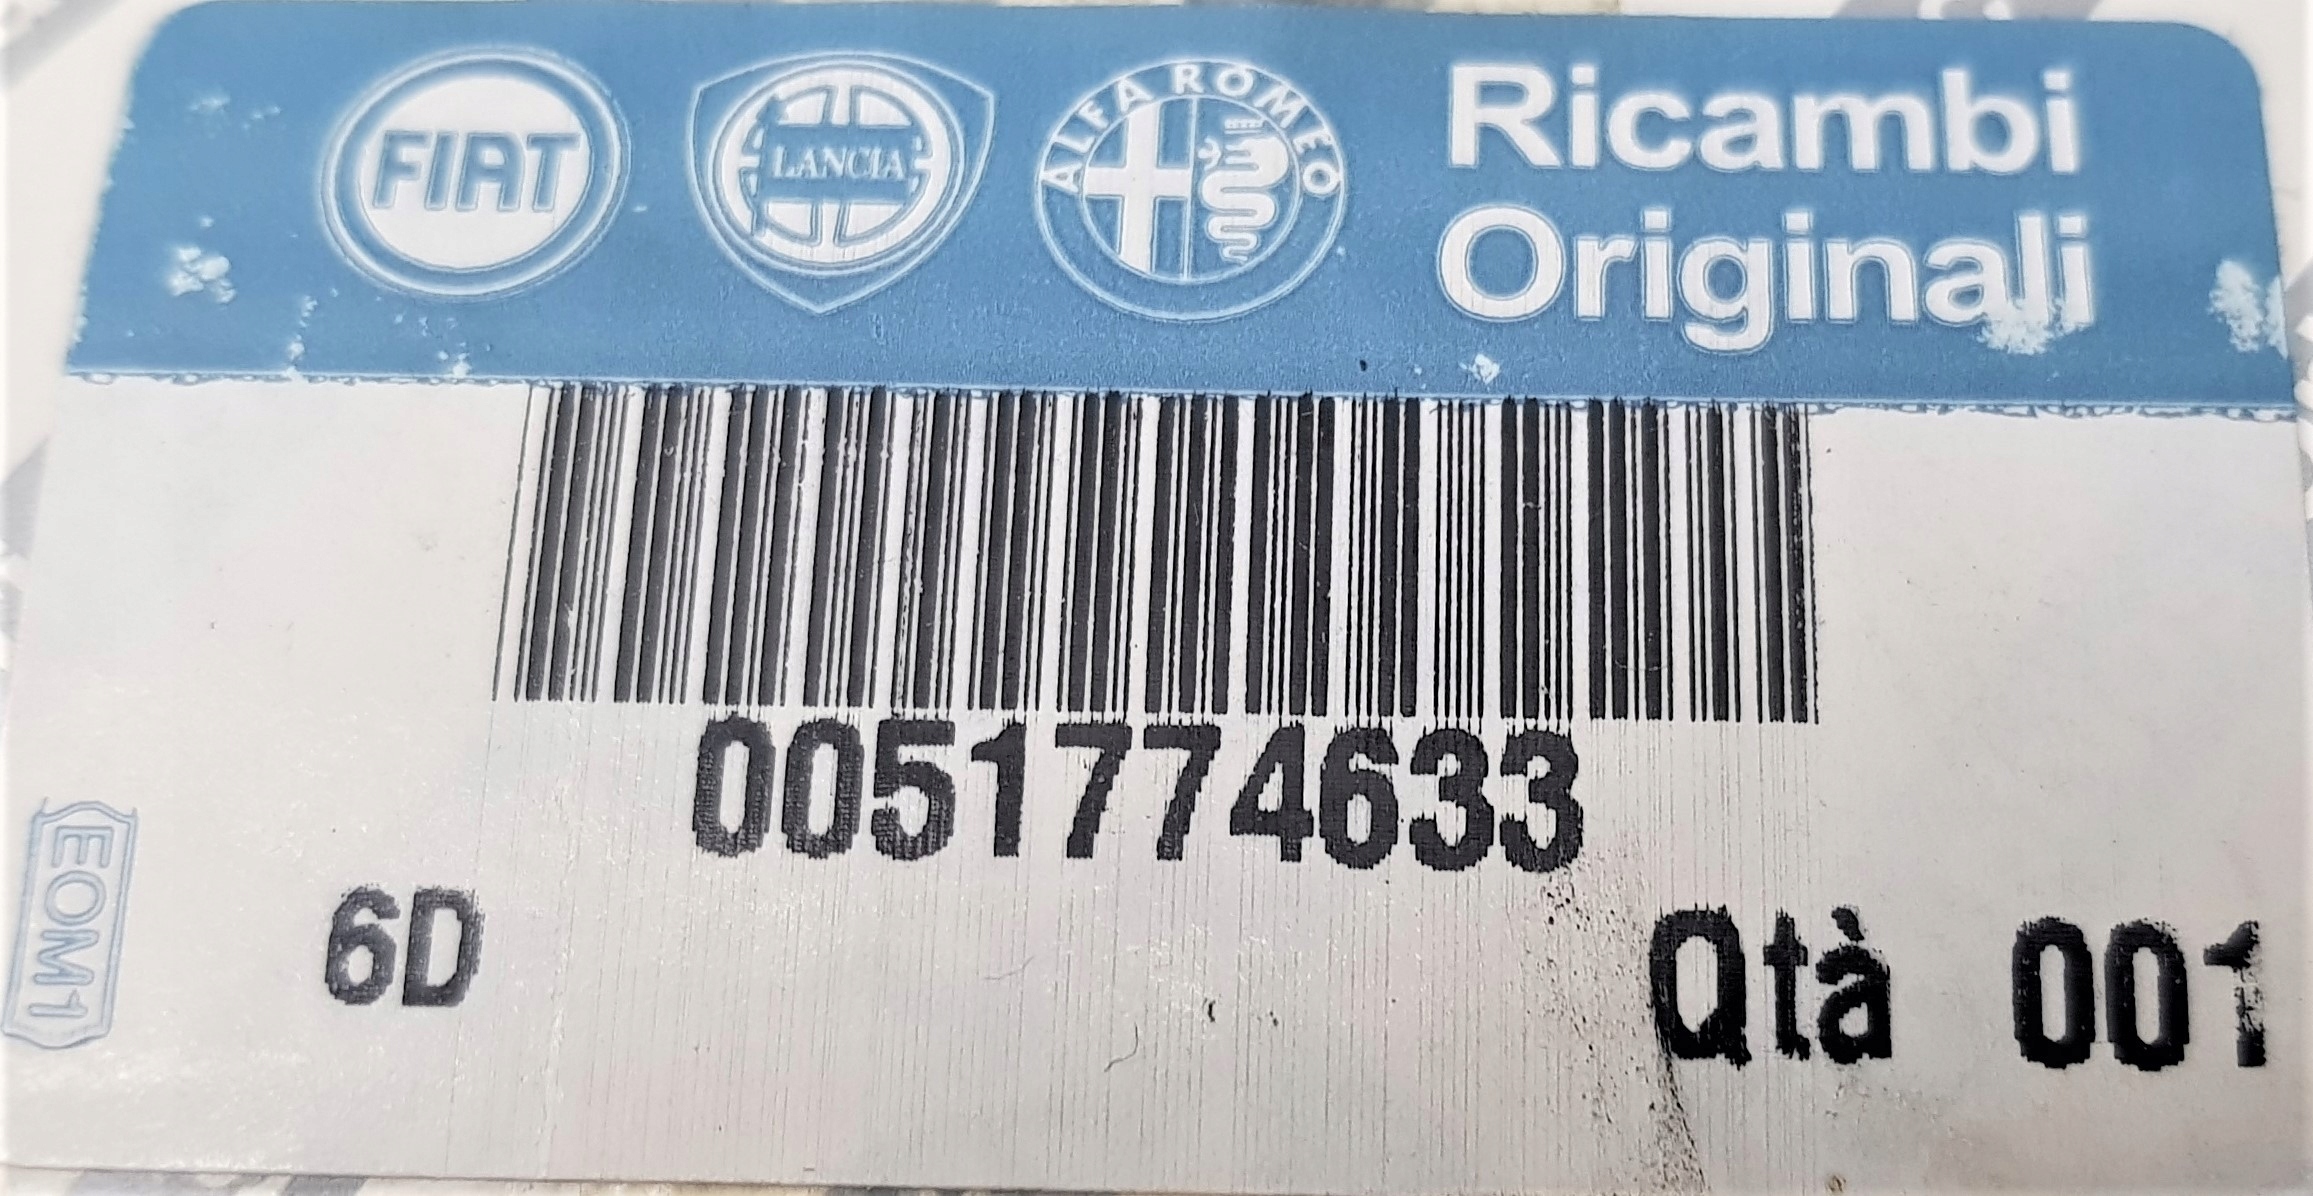 FIAT
LANCIA
ALFA ROMEO
Ricambi
Originali
0051774633
6D
Qtà 001
EOM1